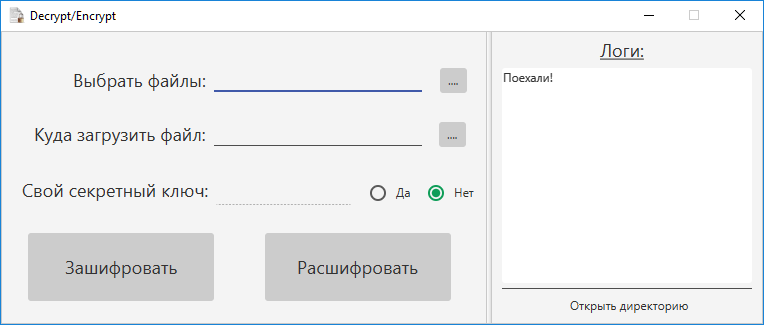 Decrypt/Encrypt
Выбрать файлы:
....
Куда загрузить файл:
....
Свой секретный ключ:
Да
Нет
Зашифровать
Расшифровать
Логи:
Поехали!
Открыть директорию